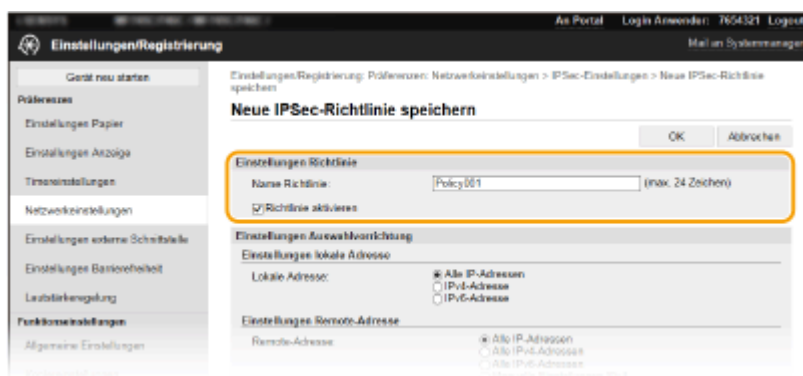 An Portal Login Anwender: 7654321 Logout
Einstellungen/Registrierung
Mail an Systemmanager
Gerät neu starten
Präferenzen
Einstellungen Papier
Einstellungen Anzeige
Timereinstellungen
Netzwerkeinstellungen
Einstellungen externe Schnittstelle
Einstellungen Barrierefreiheit
Lautstärkeregelung
Funktionseinstellungen
Allgemeine Einstellungen
Einstellungen/Registrierung: Präferenzen: Netzwerkeinstellungen > IPSec-Einstellungen > Neue IPSec-Richtlinie speichern
Neue IPSec-Richtlinie speichern
OK Abbrechen
Einstellungen Richtlinie
Name Richtlinie: Policy001 (max. 24 Zeichen)
Richtlinie aktivieren
Einstellungen Auswahlvorrichtung
Einstellungen lokale Adresse
Lokale Adresse: Alle IP-Adressen
IPv4-Adresse
IPv6-Adresse
Einstellungen Remote-Adresse
Remote-Adresse Alle IP-Adressen
Alle IPv4-Adressen
Alle IPv6-Adressen